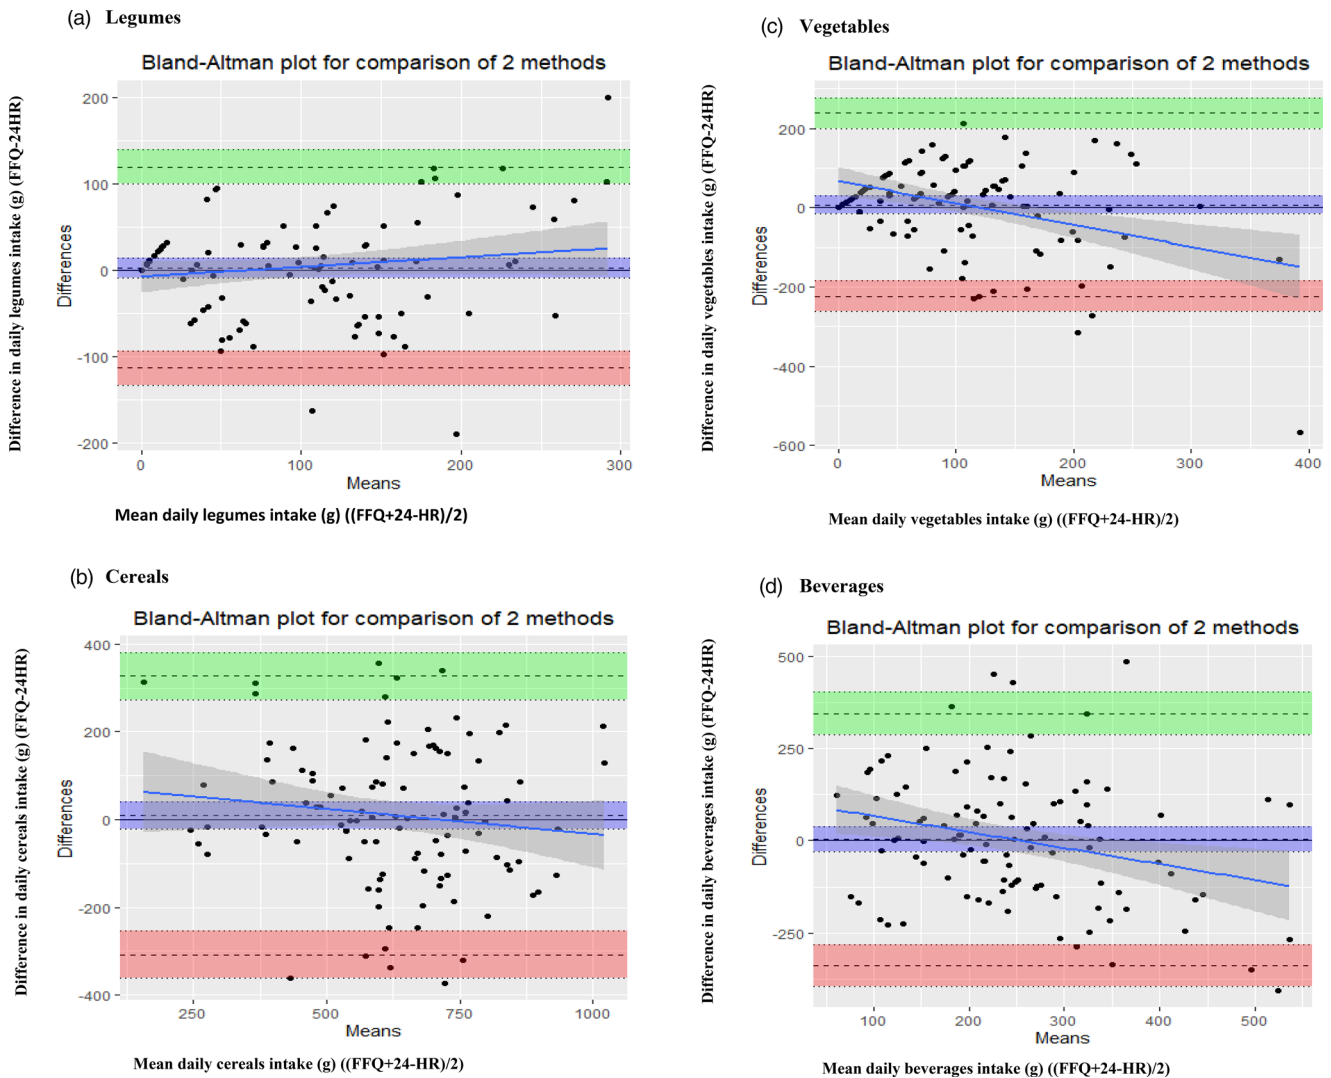 (a) Legumes
Bland-Altman plot for comparison of 2 methods
Difference in daily legumes intake (g) (FFQ-24HR)
Differences
200
100
0
-100
-200
0 100 200 300
Means
Mean daily legumes intake (g) ((FFQ+24-HR)/2)
(c) Vegetables
Bland-Altman plot for comparison of 2 methods
Difference in daily vegetables intake (g) (FFQ-24HR)
Differences
200
0
-200
-400
-600
0 100 200 300 400
Means
Mean daily vegetables intake (g) ((FFQ+24-HR)/2)
(b) Cereals
Bland-Altman plot for comparison of 2 methods
Difference in daily cereals intake (g) (FFQ-24HR)
Differences
400
200
0
-200
-400
250 500 750 1000
Means
Mean daily cereals intake (g) ((FFQ+24-HR)/2)
(d) Beverages
Bland-Altman plot for comparison of 2 methods
Difference in daily beverages intake (g) (FFQ-24HR)
Differences
500
250
0
-250
100 200 300 400 500
Means
Mean daily beverages intake (g) ((FFQ+24-HR)/2)